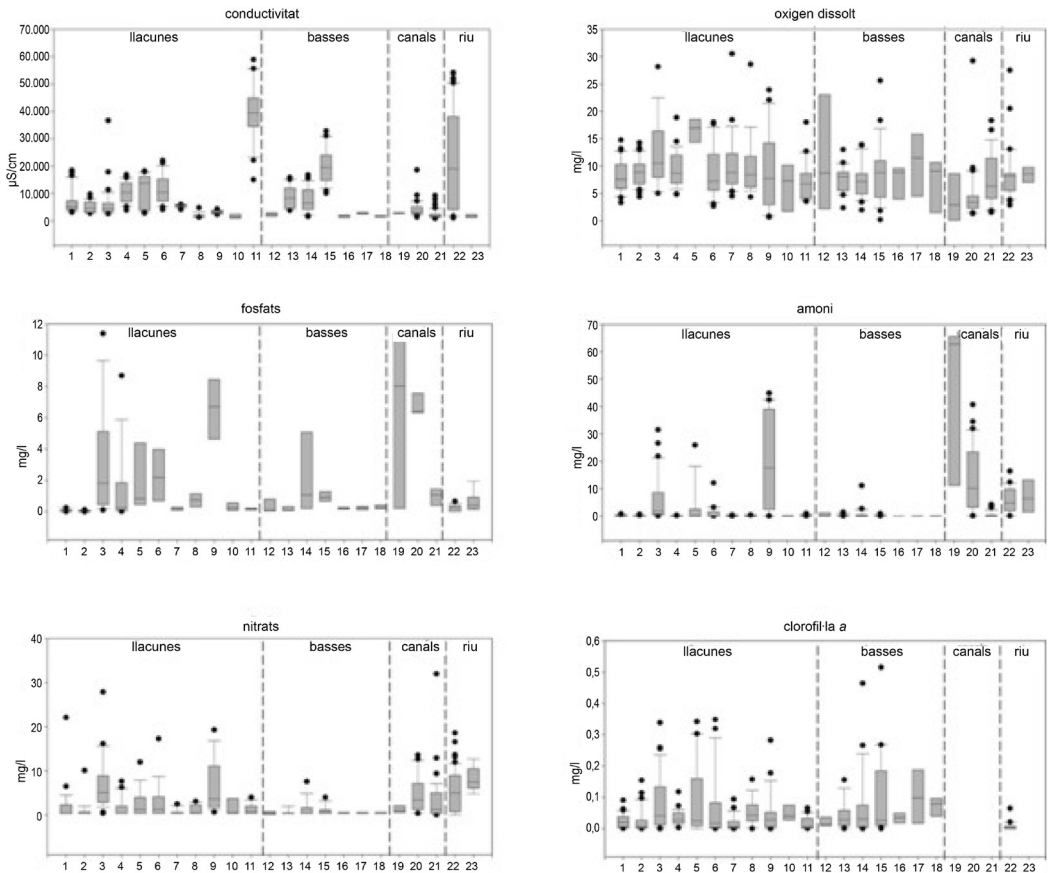 conductivitat
llacunes basses canals riu
µS/cm
70.000
60.000
50.000
40.000
30.000
20.000
10.000
0
1 2 3 4 5 6 7 8 9 10 11 12 13 14 15 16 17 18 19 20 21 22 23
oxigen dissolt
llacunes basses canals riu
mg/l
35
30
25
20
15
10
5
0
1 2 3 4 5 6 7 8 9 10 11 12 13 14 15 16 17 18 19 20 21 22 23
fosfats
llacunes basses canals riu
mg/l
12
10
8
6
4
2
0
1 2 3 4 5 6 7 8 9 10 11 12 13 14 15 16 17 18 19 20 21 22 23
amoni
llacunes basses canals riu
mg/l
70
60
50
40
30
20
10
0
1 2 3 4 5 6 7 8 9 10 11 12 13 14 15 16 17 18 19 20 21 22 23
nitrats
llacunes basses canals riu
mg/l
40
30
20
10
0
1 2 3 4 5 6 7 8 9 10 11 12 13 14 15 16 17 18 19 20 21 22 23
clorofil·la a
llacunes basses canals riu
mg/l
0,6
0,5
0,4
0,3
0,2
0,1
0,0
1 2 3 4 5 6 7 8 9 10 11 12 13 14 15 16 17 18 19 20 21 22 23